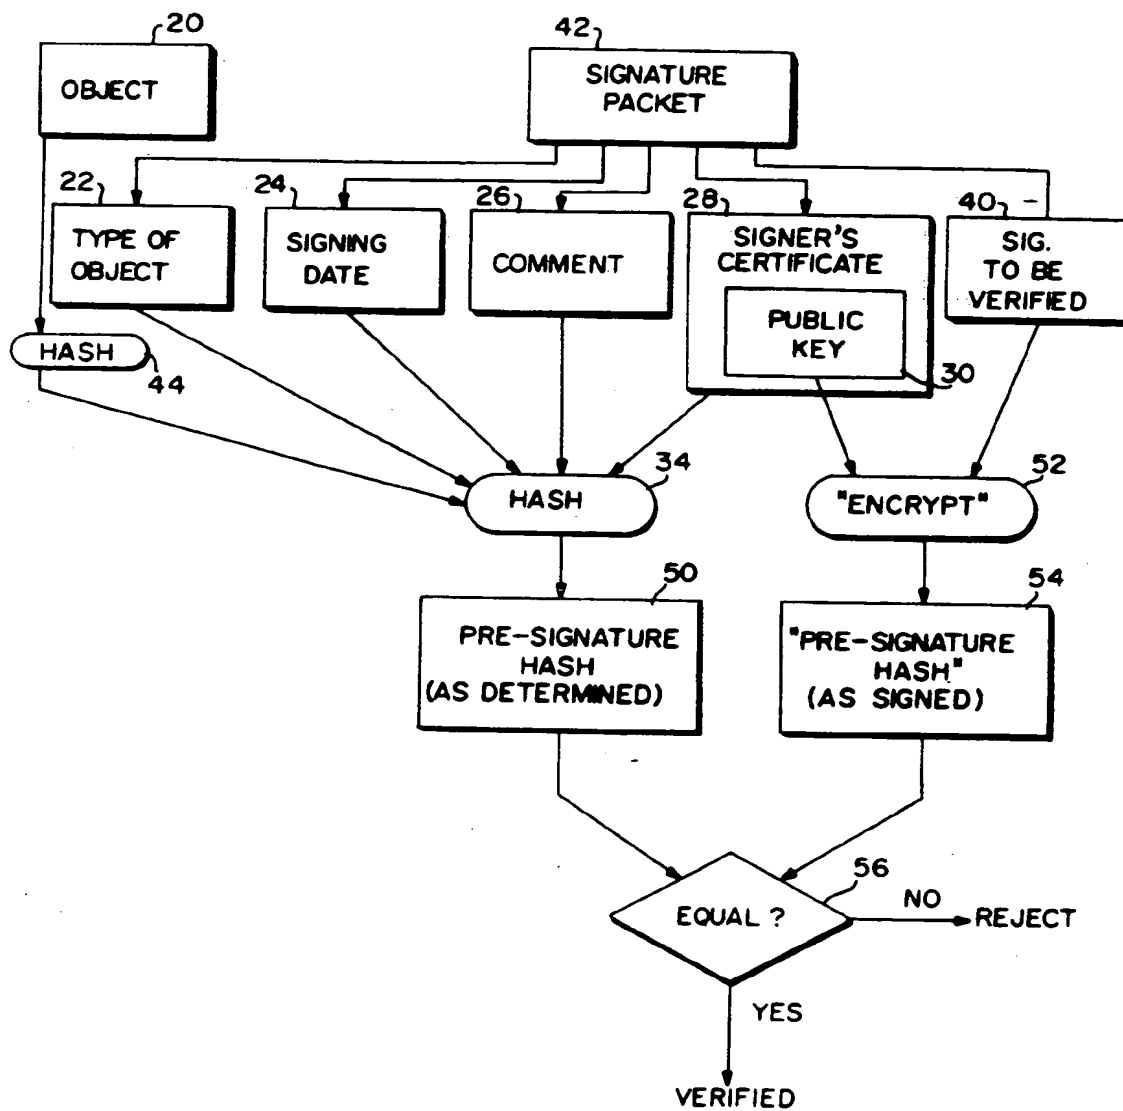 20
OBJECT
42
SIGNATURE
PACKET
22
TYPE OF
OBJECT
24
SIGNING
DATE
26
COMMENT
28
SIGNER'S
CERTIFICATE
PUBLIC
KEY
30
40
SIG.
TO BE
VERIFIED
HASH
44
HASH
34
"ENCRYPT"
52
50
PRE-SIGNATURE
HASH
(AS DETERMINED)
54
"PRE-SIGNATURE
HASH"
(AS SIGNED)
EQUAL ?
56
NO
REJECT
YES
VERIFIED